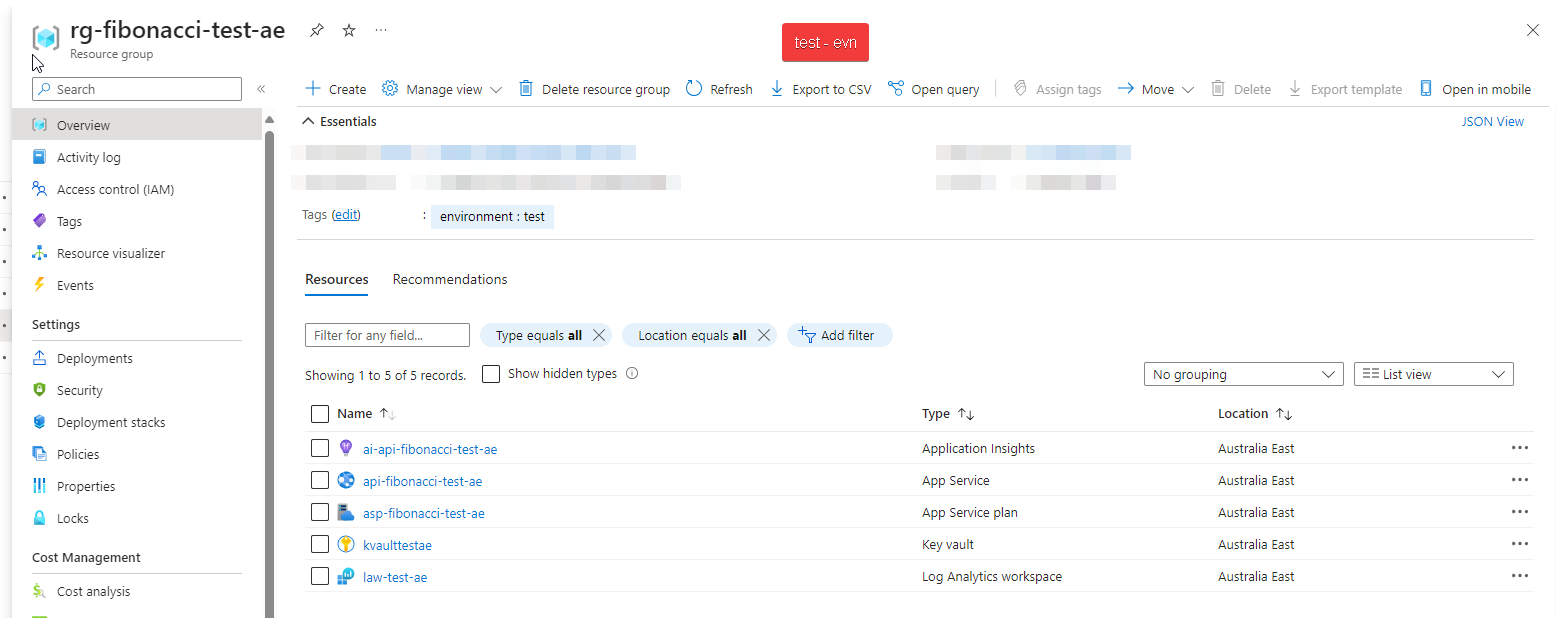 rg-fibonacci-test-ae
Resource group
test - evn
Search
Create Manage view Delete resource group Refresh Export to CSV Open query Assign tags Move Delete Export template Open in mobile
Overview
Activity log
Access control (IAM)
Tags
Resource visualizer
Events
Settings
Deployments
Security
Deployment stacks
Policies
Properties
Locks
Cost Management
Cost analysis
Essentials
JSON View
Tags (edit) : environment : test
Resources Recommendations
Filter for any field... Type equals all Location equals all Add filter
Showing 1 to 5 of 5 records. Show hidden types No grouping List view
Name Type Location
ai-api-fibonacci-test-ae Application Insights Australia East
api-fibonacci-test-ae App Service Australia East
asp-fibonacci-test-ae App Service plan Australia East
kvaulttestae Key vault Australia East
law-test-ae Log Analytics workspace Australia East